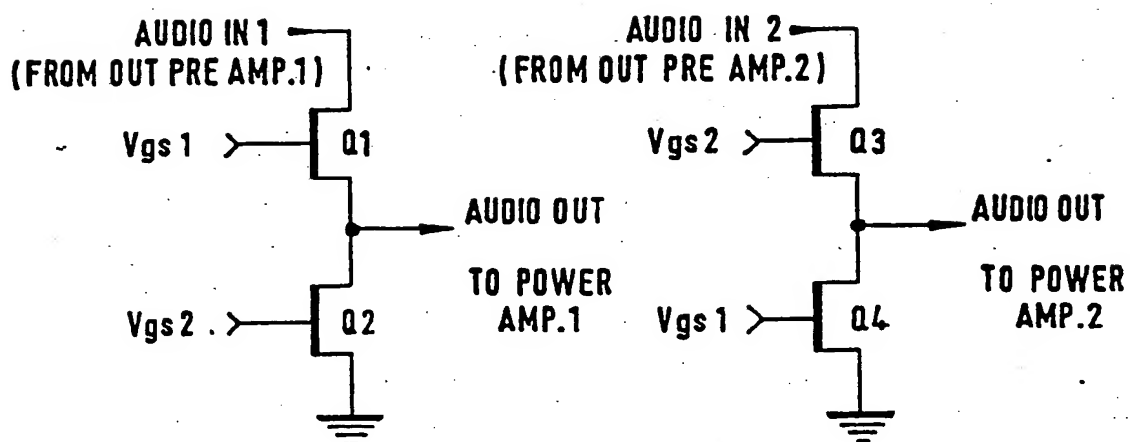 AUDIO IN 1
(FROM OUT PRE AMP.1)
Vgs 1
Q1
AUDIO OUT
TO POWER
AMP.1
Vgs 2
Q2
AUDIO IN 2
(FROM OUT PRE AMP.2)
Vgs 2
Q3
AUDIO OUT
TO POWER
AMP.2
Vgs 1
Q4